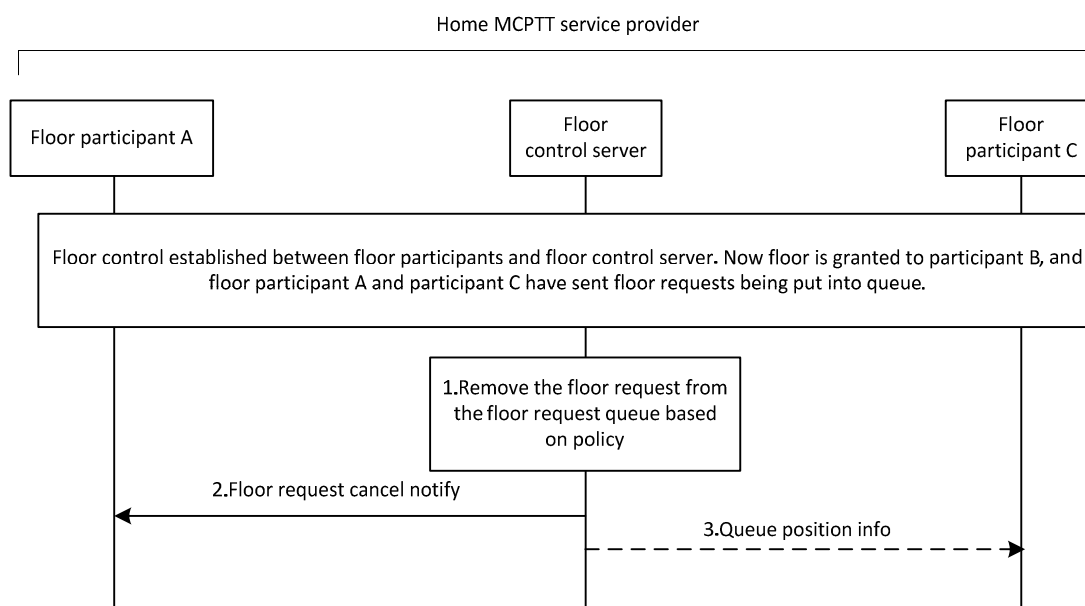 Home MCPTT service provider
Floor participant A
Floor
control server
Floor
participant C
Floor control established between floor participants and floor control server. Now floor is granted to participant B, and
floor participant A and participant C have sent floor requests being put into queue.
1.Remove the floor request from
the floor request queue based
on policy
2.Floor request cancel notify
3.Queue position info